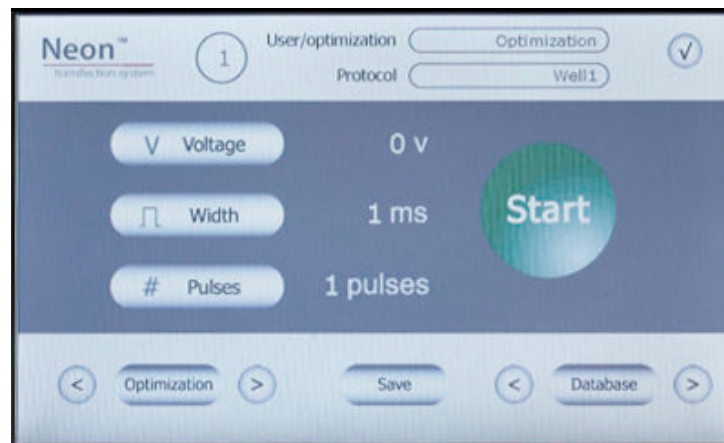 Neon™
transfection system
1
User/optimization Optimization
Protocol Well1
√
V Voltage 0 v
Width 1 ms
# Pulses 1 pulses
Start
< Optimization >
Save
< Database >